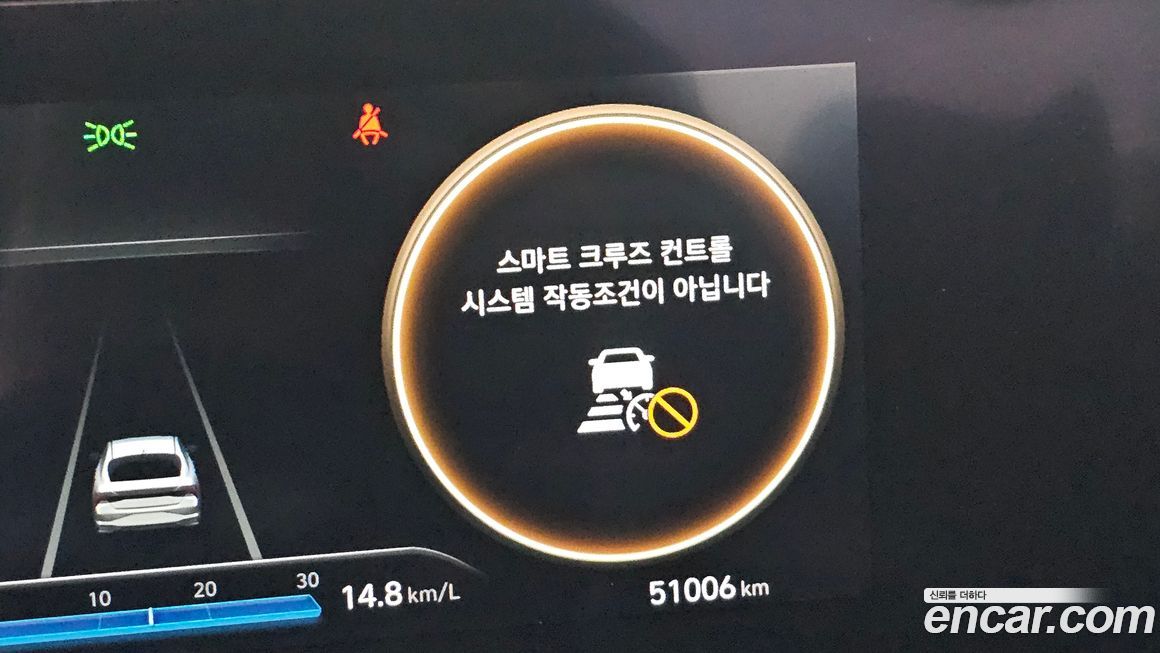 스마트 크루즈 컨트롤
시스템 작동조건이 아닙니다
10 20 30
14.8 km/L
51006 km
신뢰를 더하다
encar.com